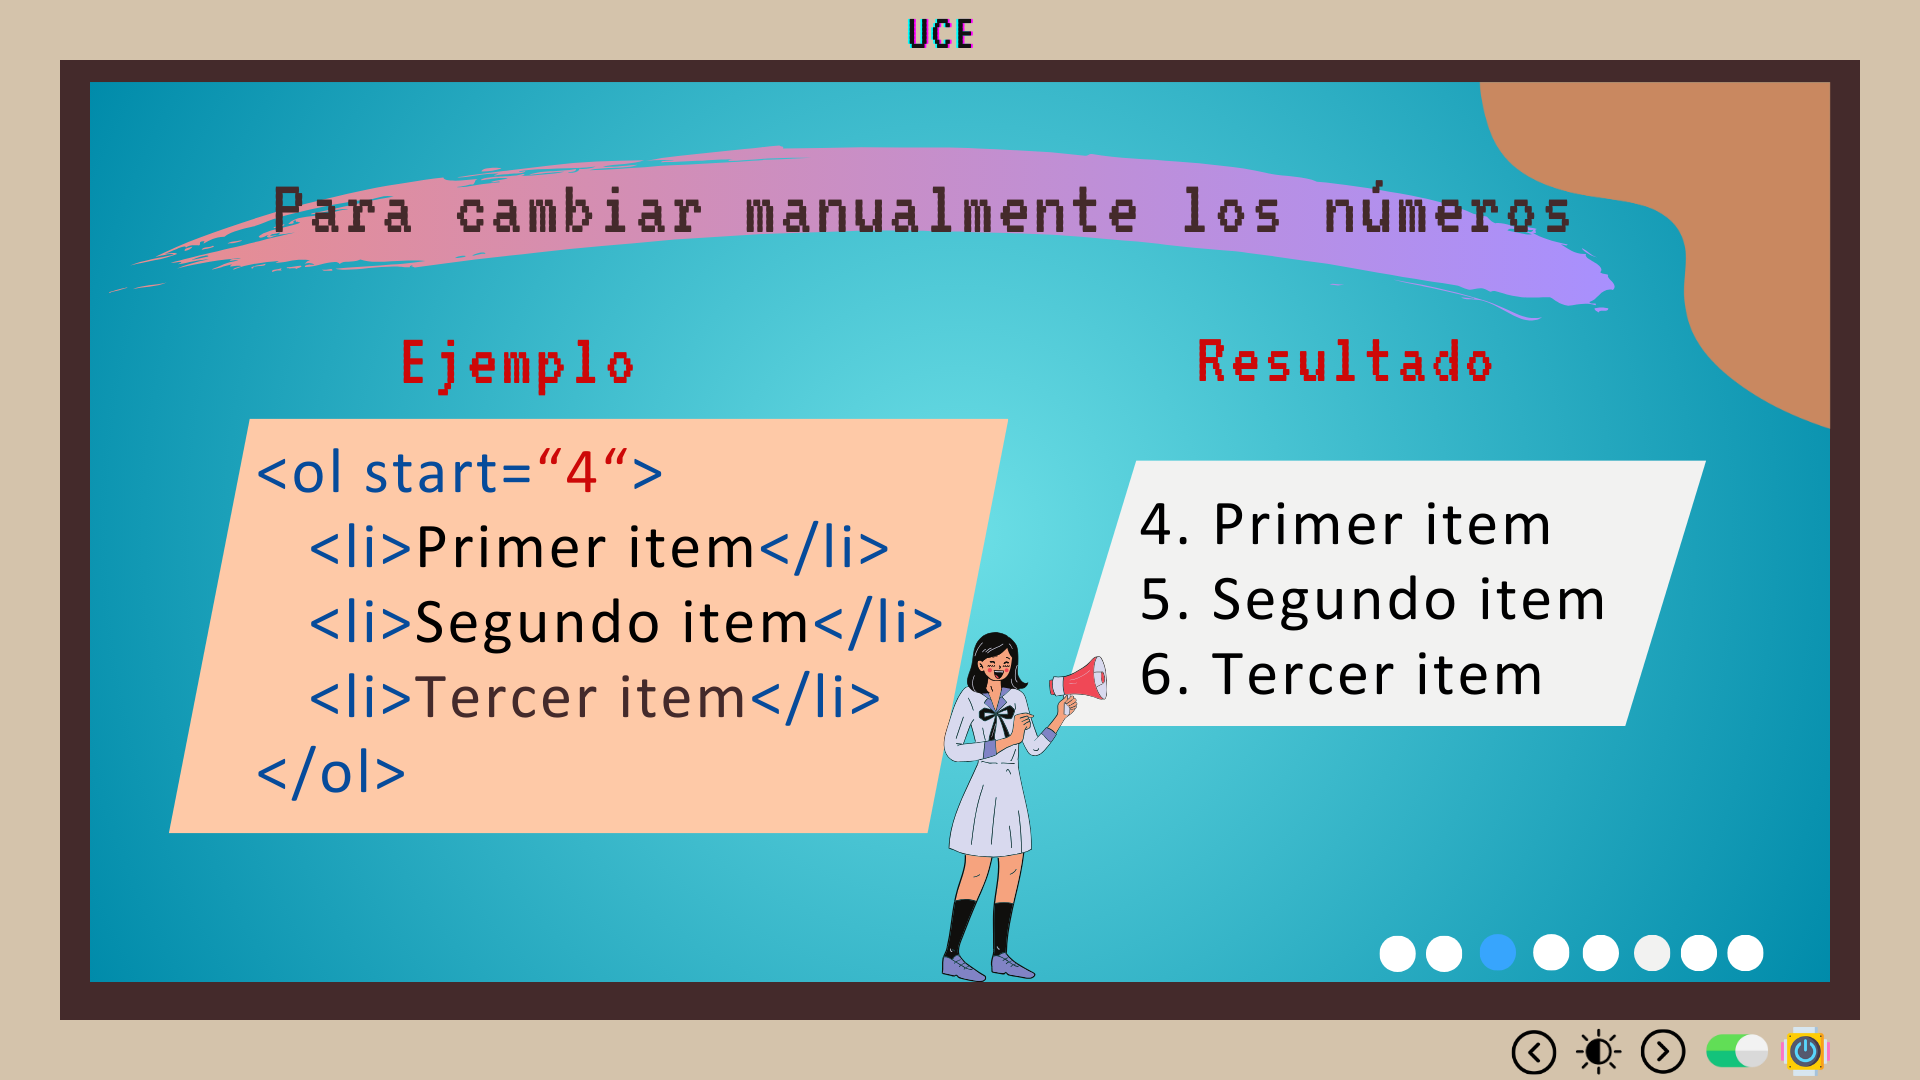 UCE
Para cambiar manualmente los números
Ejemplo
<ol start=“4“>
<li>Primer item</li>
<li>Segundo item</li>
<li>Tercer item</li>
</ol>
Resultado
4. Primer item
5. Segundo item
6. Tercer item